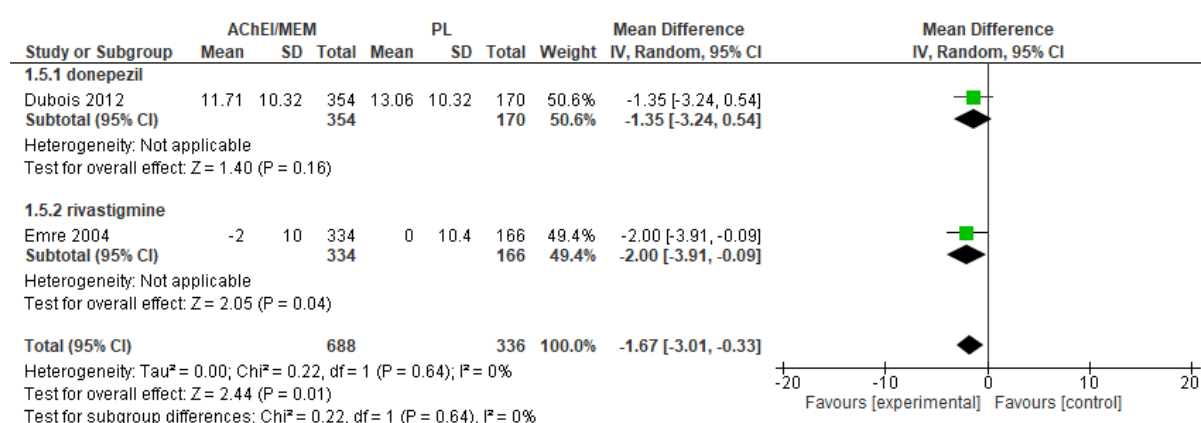 AChEI/MEM PL Mean Difference Mean Difference
Study or Subgroup Mean SD Total Mean SD Total Weight IV, Random, 95% CI IV, Random, 95% CI
1.5.1 donepezil
Dubois 2012 11.71 10.32 354 13.06 10.32 170 50.6% -1.35 [-3.24, 0.54]
Subtotal (95% CI) 354 170 50.6% -1.35 [-3.24, 0.54]
Heterogeneity: Not applicable
Test for overall effect: Z = 1.40 (P = 0.16)
1.5.2 rivastigmine
Emre 2004 -2 10 334 0 10.4 166 49.4% -2.00 [-3.91, -0.09]
Subtotal (95% CI) 334 166 49.4% -2.00 [-3.91, -0.09]
Heterogeneity: Not applicable
Test for overall effect: Z = 2.05 (P = 0.04)
Total (95% CI) 688 336 100.0% -1.67 [-3.01, -0.33]
Heterogeneity: Tau² = 0.00; Chi² = 0.22, df = 1 (P = 0.64); I² = 0%
Test for overall effect: Z = 2.44 (P = 0.01)
Test for subgroup differences: Chi² = 0.22, df = 1 (P = 0.64), I² = 0%
-20 -10 0 10 20
Favours [experimental] Favours [control]